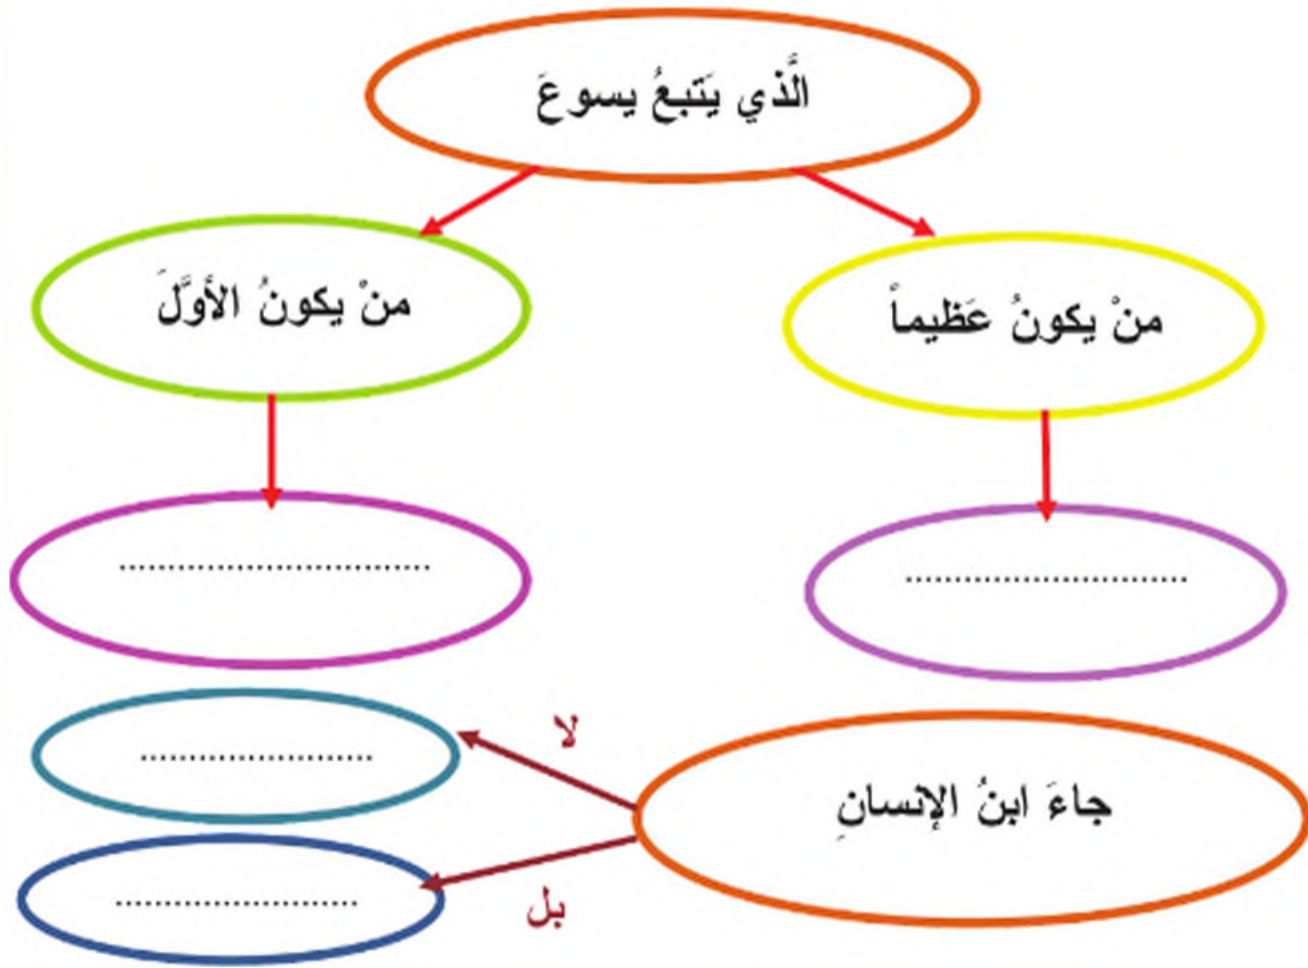 الَّذي يَتبعُ يسوعَ
منْ يكونُ عَظيماً
منْ يكونُ الأوَّلَ
............................
...............................
جاءَ ابنُ الإنسانِ
لا
.......................
بل
........................